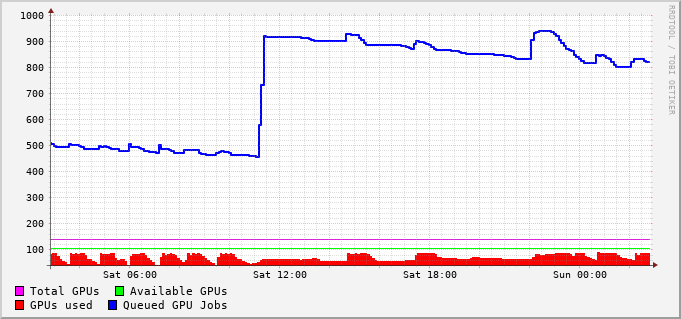 1000
900
800
700
600
500
400
300
200
100
Sat 06:00 Sat 12:00 Sat 18:00 Sun 00:00
Total GPUs Available GPUs
GPUs used Queued GPU Jobs
RRDTOOL / TOBI OETIKER